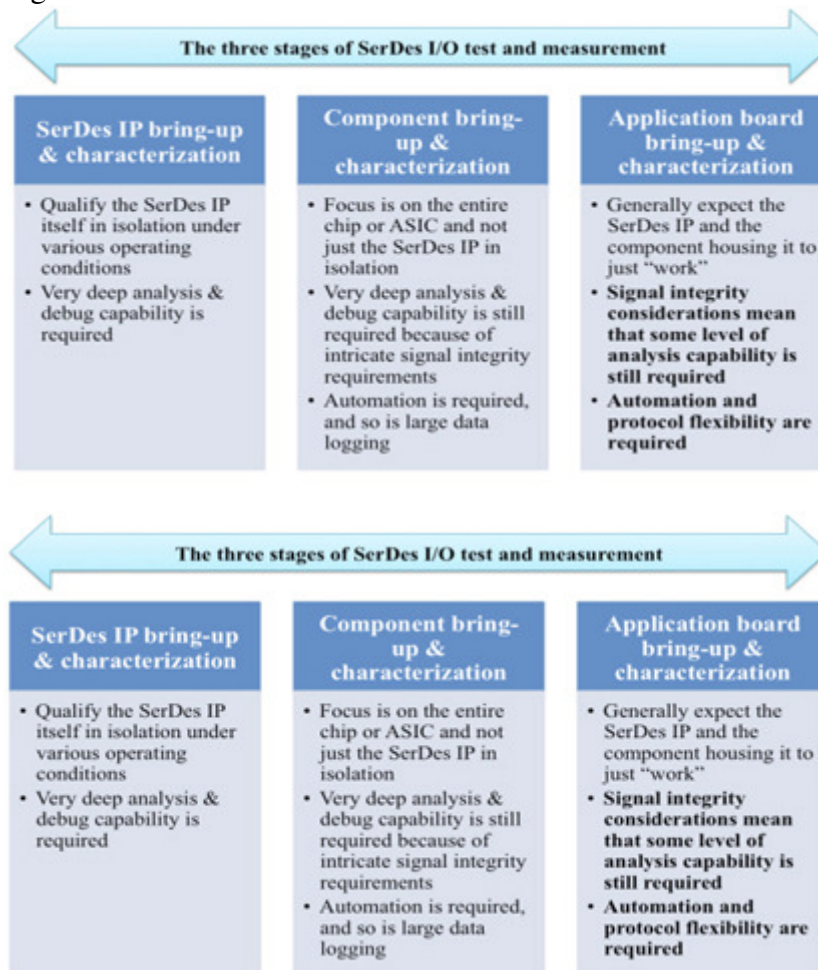 The three stages of SerDes I/O test and measurement
SerDes IP bring-up
& characterization
• Qualify the SerDes IP
itself in isolation under
various operating
conditions
• Very deep analysis &
debug capability is
required
Component bring-
up &
characterization
• Focus is on the entire
chip or ASIC and not
just the SerDes IP in
isolation
• Very deep analysis &
debug capability is still
required because of
intricate signal integrity
requirements
• Automation is required,
and so is large data
logging
Application board
bring-up &
characterization
• Generally expect the
SerDes IP and the
component housing it to
just “work”
• Signal integrity
considerations mean
that some level of
analysis capability is
still required
• Automation and
protocol flexibility are
required
The three stages of SerDes I/O test and measurement
SerDes IP bring-up
& characterization
• Qualify the SerDes IP
itself in isolation under
various operating
conditions
• Very deep analysis &
debug capability is
required
Component bring-
up &
characterization
• Focus is on the entire
chip or ASIC and not
just the SerDes IP in
isolation
• Very deep analysis &
debug capability is still
required because of
intricate signal integrity
requirements
• Automation is required,
and so is large data
logging
Application board
bring-up &
characterization
• Generally expect the
SerDes IP and the
component housing it to
just “work”
• Signal integrity
considerations mean
that some level of
analysis capability is
still required
• Automation and
protocol flexibility are
required